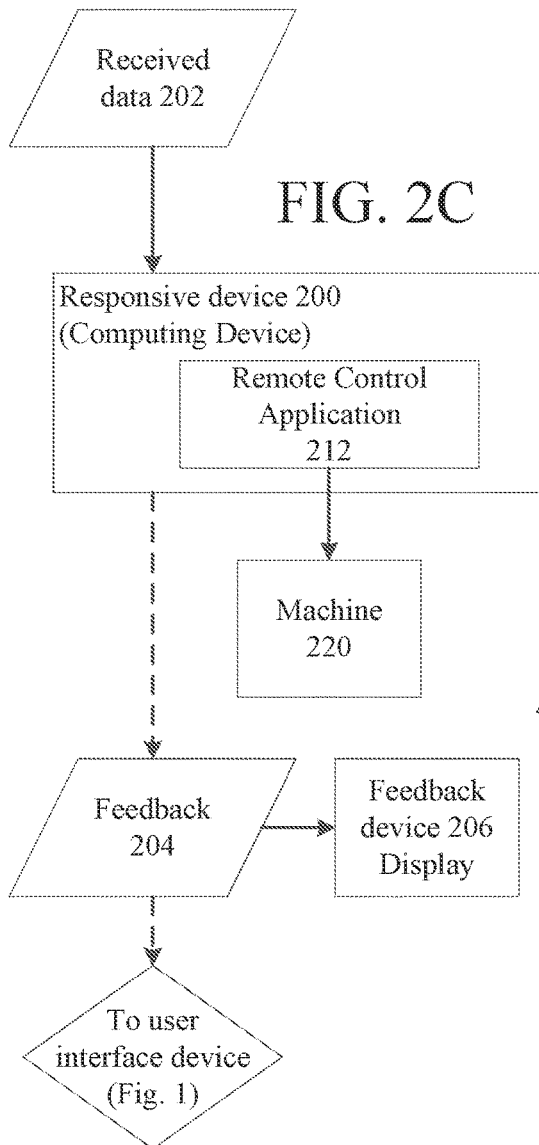 Received
data 202
FIG. 2C
Responsive device 200
(Computing Device)
Remote Control
Application
212
Machine
220
Feedback
204
Feedback
device 206
Display
To user
interface device
(Fig. 1)